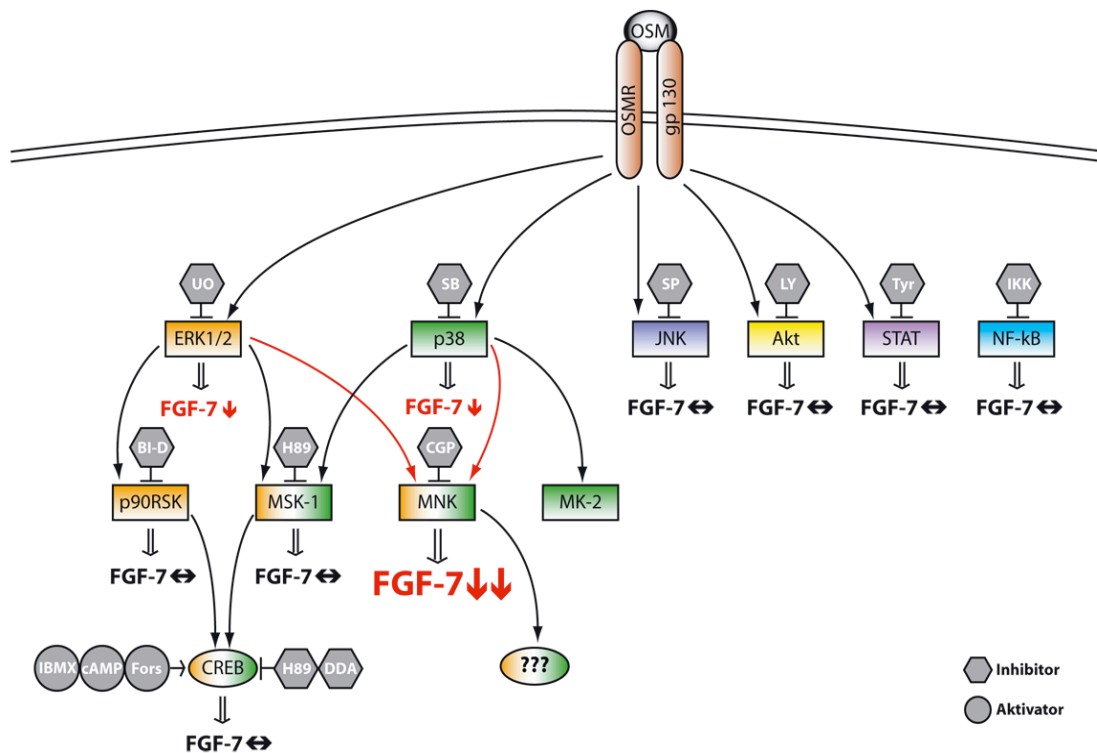 OSM
OSMR
gp 130
UO
SB
SP
LY
Tyr
IKK
ERK1/2
p38
JNK
Akt
STAT
NF-kB
FGF-7 ↓
FGF-7 ↓
FGF-7 ↔
FGF-7 ↔
FGF-7 ↔
FGF-7 ↔
BI-D
H89
CGP
p90RSK
MSK-1
MNK
MK-2
FGF-7 ↔
FGF-7 ↔
FGF-7 ↓↓
IBMX
cAMP
Fors
CREB
H89
DDA
???
Inhibitor
Aktivator
FGF-7 ↔